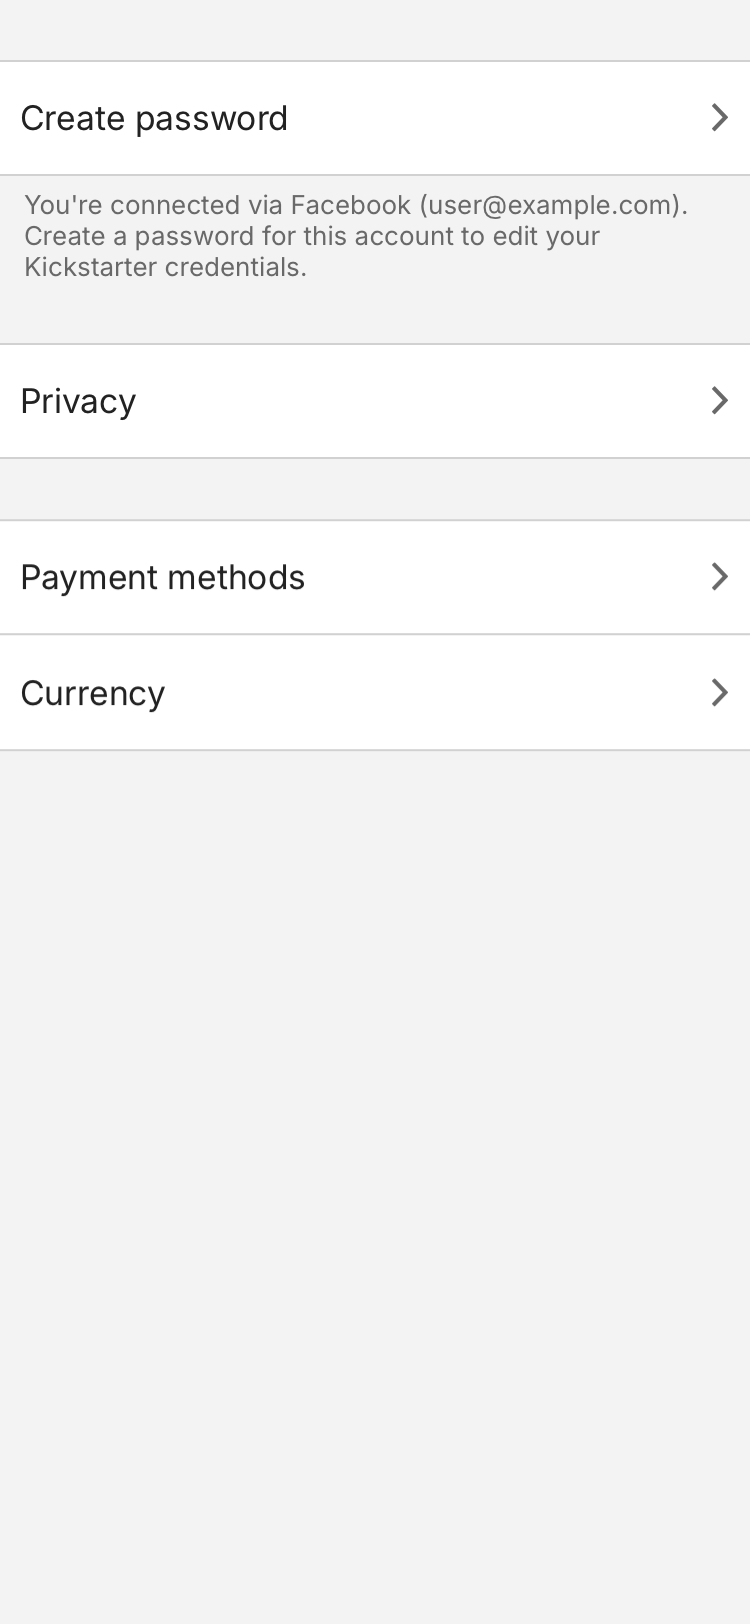 Create password
You're connected via Facebook (user@example.com).
Create a password for this account to edit your
Kickstarter credentials.
Privacy
Payment methods
Currency